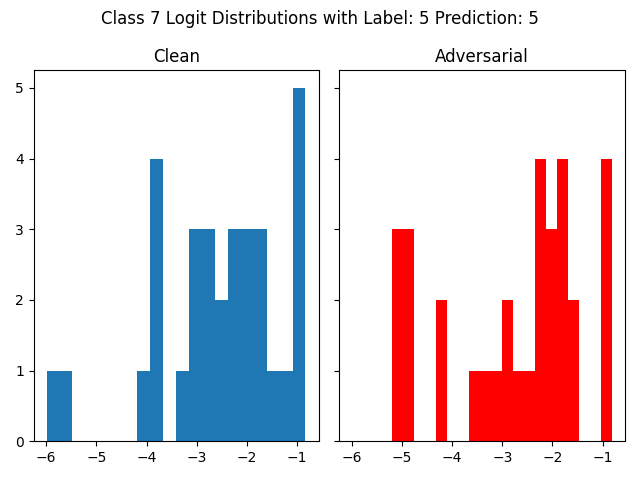 Class 7 Logit Distributions with Label: 5 Prediction: 5
Clean
Adversarial
5
4
3
2
1
0
−6 −5 −4 −3 −2 −1
−6 −5 −4 −3 −2 −1